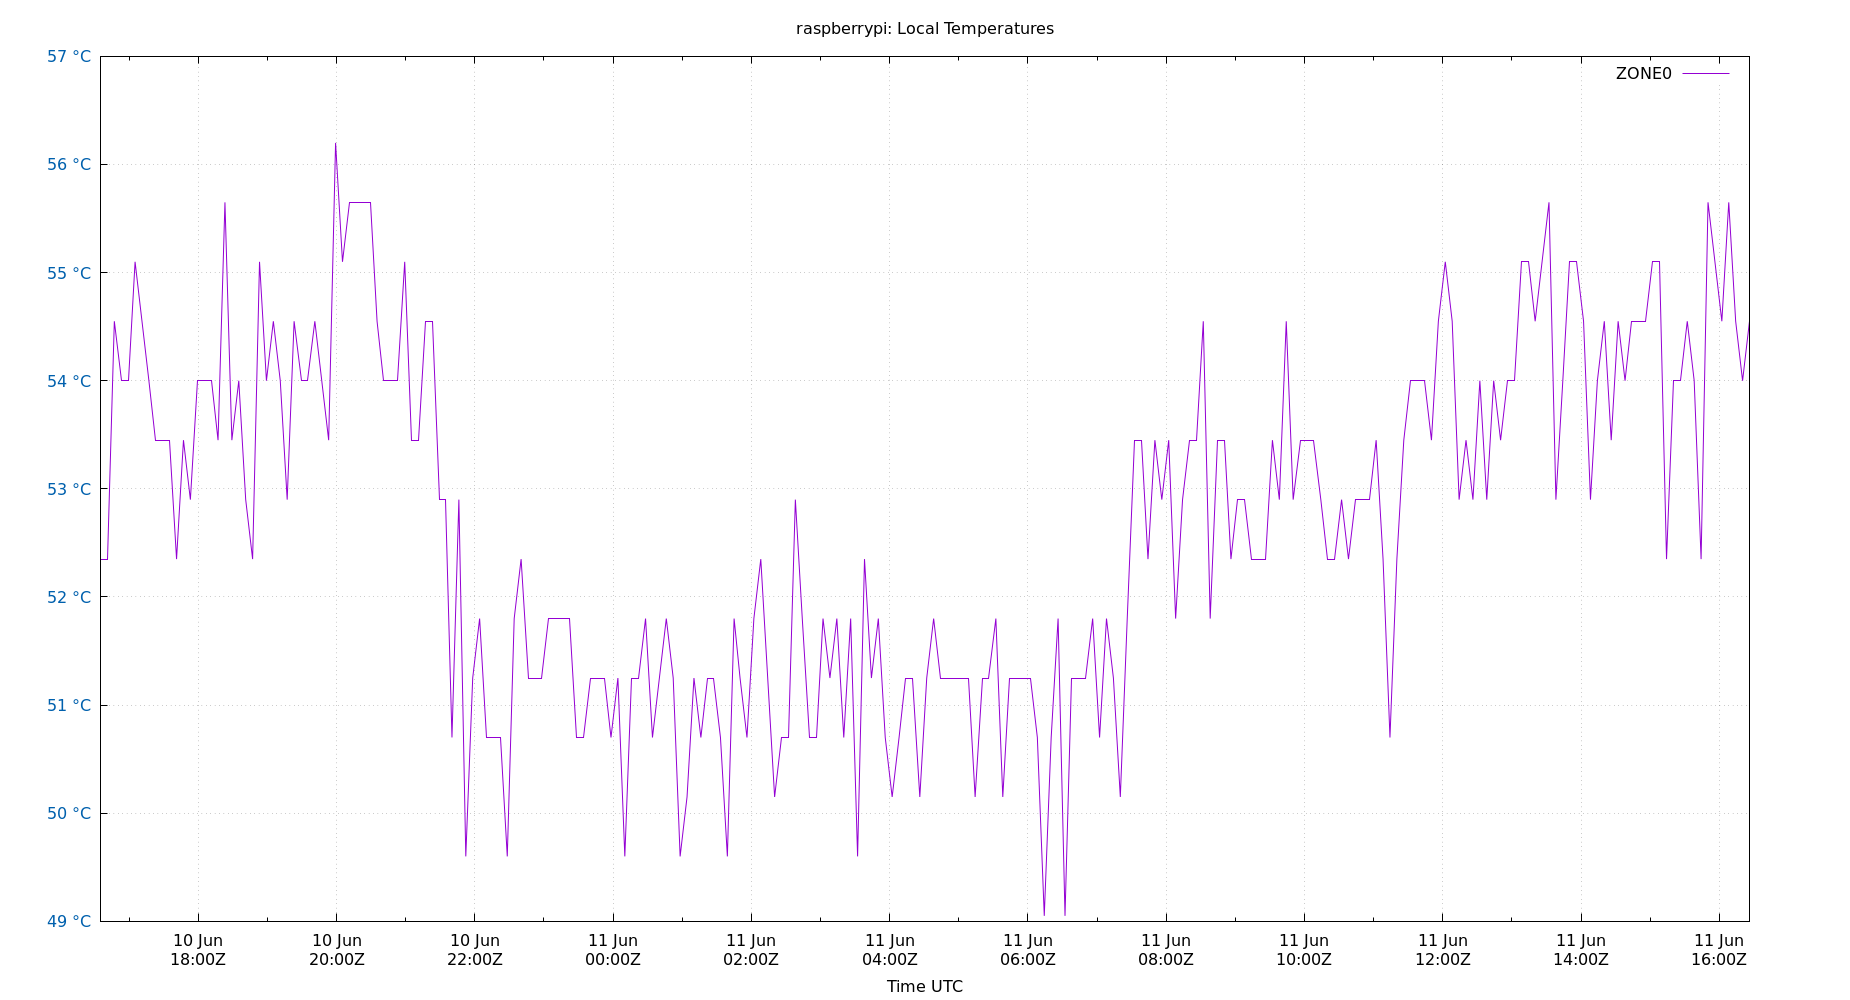 raspberrypi: Local Temperatures
57 °C
ZONE0
56 °C
55 °C
54 °C
53 °C
52 °C
51 °C
50 °C
49 °C
10 Jun 10 Jun 10 Jun 11 Jun 11 Jun 11 Jun 11 Jun 11 Jun 11 Jun 11 Jun 11 Jun 11 Jun
18:00Z 20:00Z 22:00Z 00:00Z 02:00Z 04:00Z 06:00Z 08:00Z 10:00Z 12:00Z 14:00Z 16:00Z
Time UTC